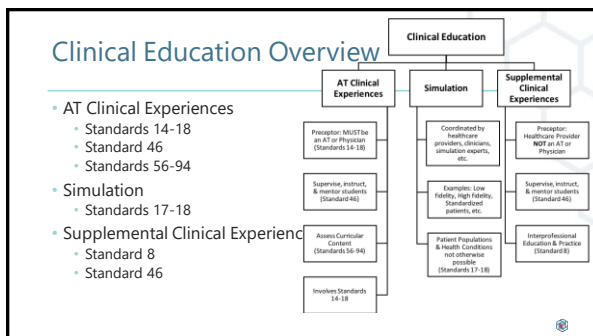 Clinical Education Overview
• AT Clinical Experiences
• Standards 14-18
• Standard 46
• Standards 56-94
• Simulation
• Standards 17-18
• Supplemental Clinical Experienc
• Standard 8
• Standard 46
Clinical Education
AT Clinical
Experiences
Preceptor: MUST be
an AT or Physician
(Standards 14-18)
Supervise, instruct,
& mentor students
(Standard 46)
Assess Curricular
Content
(Standards 56-94)
Involves Standards
14-18
Simulation
Coordinated by
healthcare
providers, clinicians,
simulation experts,
etc.
Examples: Low
fidelity, High fidelity,
Standardized
patients, etc.
Patient Populations
& Health Conditions
not otherwise
possible
(Standards 17-18)
Supplemental
Clinical
Experiences
Preceptor:
Healthcare Provider
NOT an AT or
Physician
Supervise, instruct,
& mentor students
(Standard 46)
Interprofessional
Education & Practice
(Standard 8)